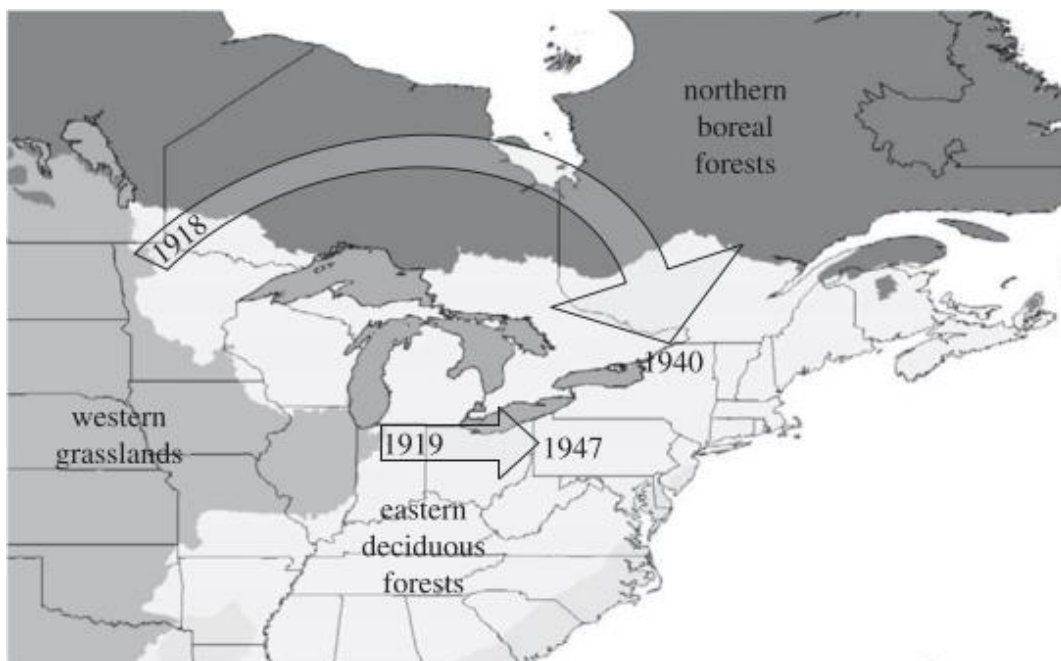 northern
boreal
forests
1918
1940
western
grasslands
1919
1947
eastern
deciduous
forests